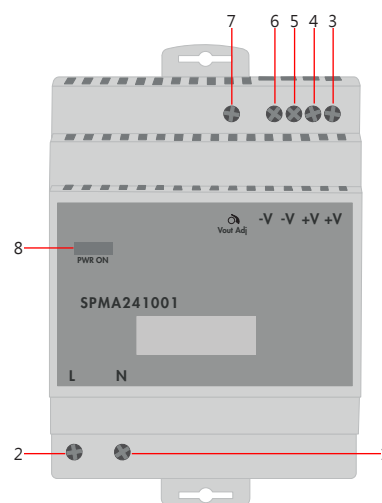 7 6 5 4 3
-V -V +V +V
Vout Adj
8
PWR ON
SPMA241001
L N
2